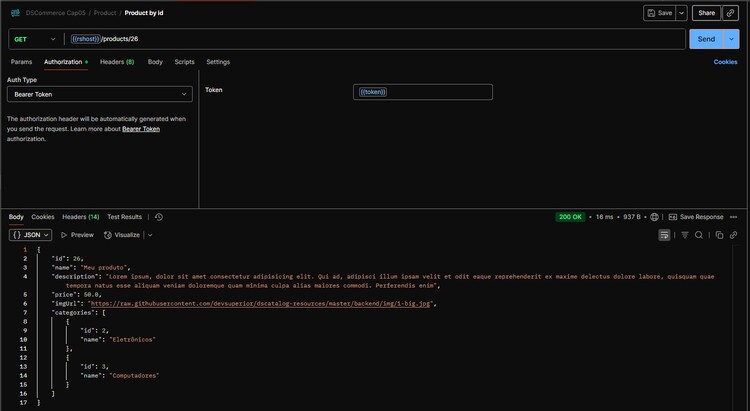 DSCommerce Cap05 / Product / Product by id
Save
Share
GET {{rshost}}/products/26
Send
Params Authorization Headers (8) Body Scripts Settings
Cookies
Auth Type
Bearer Token
The authorization header will be automatically generated when
you send the request. Learn more about Bearer Token
authorization.
Token {{token}}
Body Cookies Headers (14) Test Results
200 OK • 16 ms • 937 B
Save Response
{} JSON Preview Visualize
1 {
2 "id": 26,
3 "name": "Meu produto",
4 "description": "Lorem ipsum, dolor sit amet consectetur adipisicing elit. Qui ad, adipisci illum ipsam velit et odit eaque reprehenderit ex maxime delectus dolore labore, quisquam quae
tempora natus esse aliquam veniam doloremque quam minima culpa alias maiores commodi. Perferendis enim",
5 "price": 50.0,
6 "imgUrl": "https://raw.githubusercontent.com/devsuperior/dscatalog-resources/master/backend/img/1-big.jpg",
7 "categories": [
8 {
9 "id": 2,
10 "name": "Eletrônicos"
11 },
12 {
13 "id": 3,
14 "name": "Computadores"
15 }
16 ]
17 }